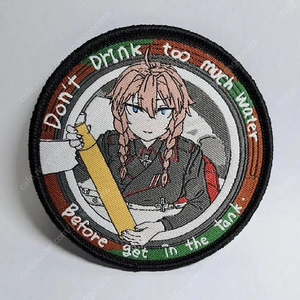 Don't Drink too much water
Before get in the tank.